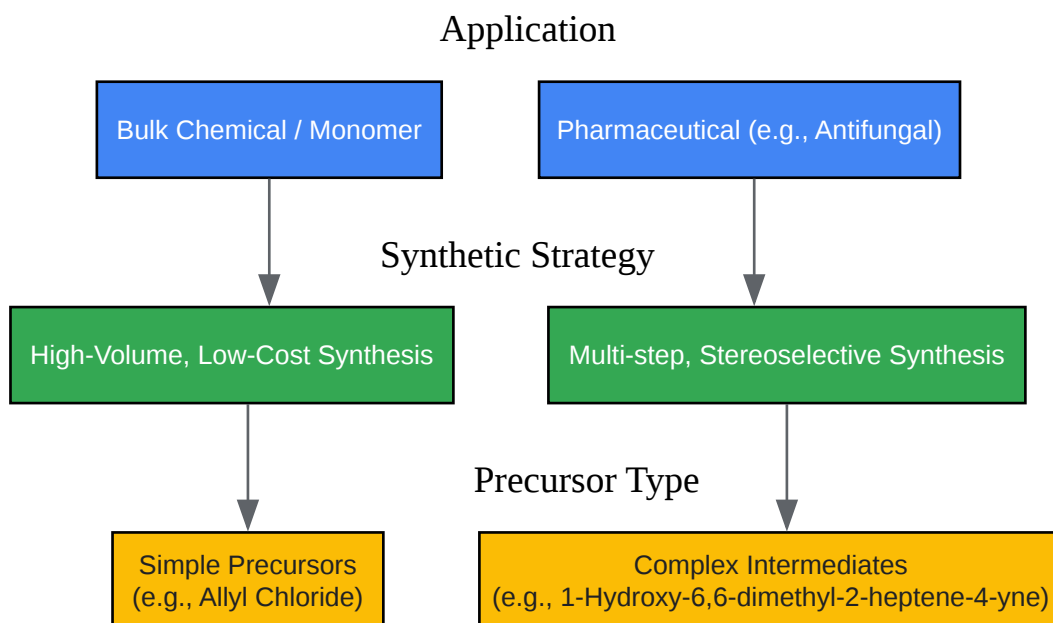 Application
Bulk Chemical / Monomer
Pharmaceutical (e.g., Antifungal)
Synthetic Strategy
High-Volume, Low-Cost Synthesis
Multi-step, Stereoselective Synthesis
Precursor Type
Simple Precursors
(e.g., Allyl Chloride)
Complex Intermediates
(e.g., 1-Hydroxy-6,6-dimethyl-2-heptene-4-yne)